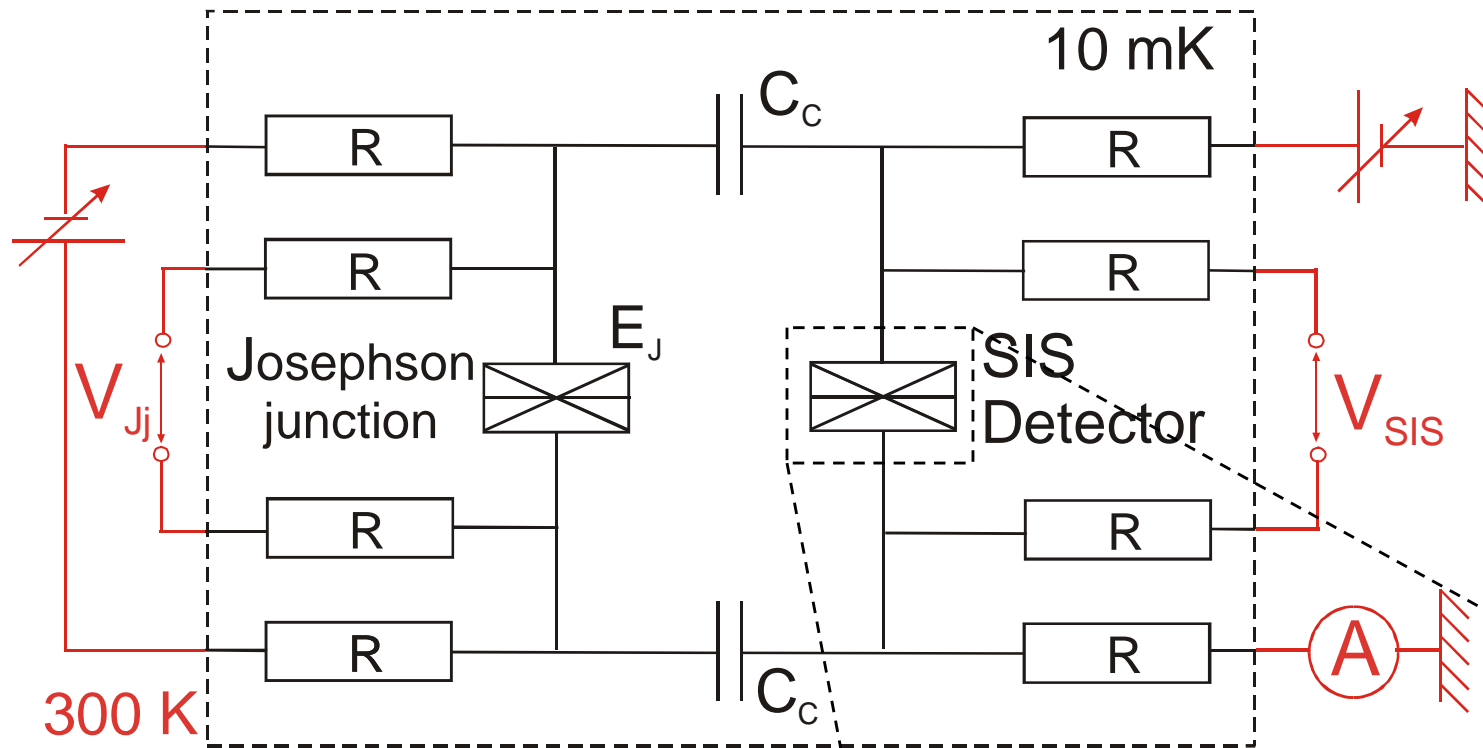 10 mK
C_C
R
R
R
R
E_J
Josephson
junction
SIS
Detector
V_Jj
V_SIS
R
R
R
R
C_C
A
300 K